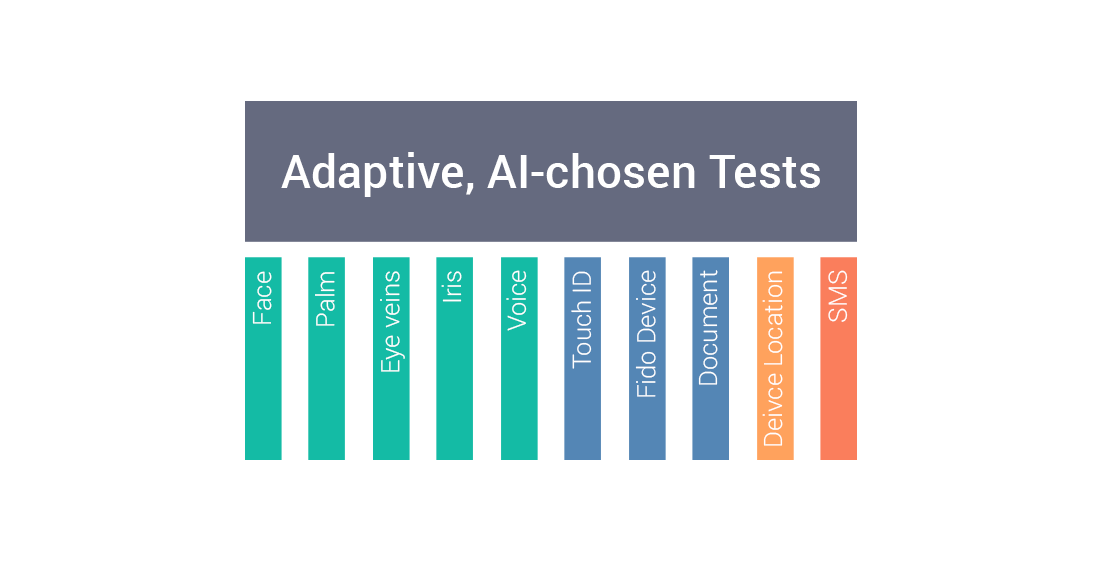 Adaptive, AI-chosen Tests
Face
Palm
Eye veins
Iris
Voice
Touch ID
Fido Device
Document
Deivce Location
SMS